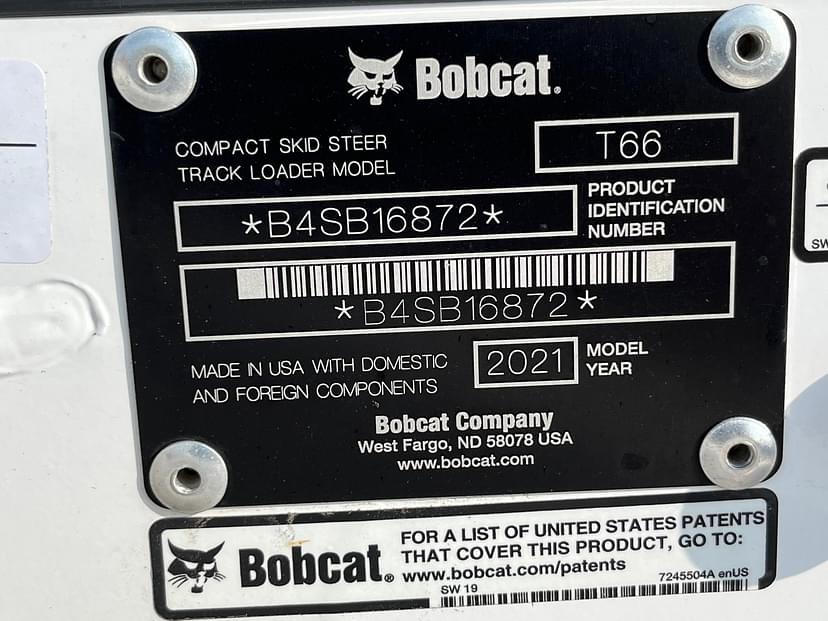 Bobcat.
COMPACT SKID STEER
TRACK LOADER MODEL
T66
*B4SB16872*
PRODUCT
IDENTIFICATION
NUMBER
*B4SB16872*
MADE IN USA WITH DOMESTIC
AND FOREIGN COMPONENTS
2021
MODEL
YEAR
Bobcat Company
West Fargo, ND 58078 USA
www.bobcat.com
Bobcat®
FOR A LIST OF UNITED STATES PATENTS
THAT COVER THIS PRODUCT, GO TO:
www.bobcat.com/patents
SW 19
7245504A enUS
SW